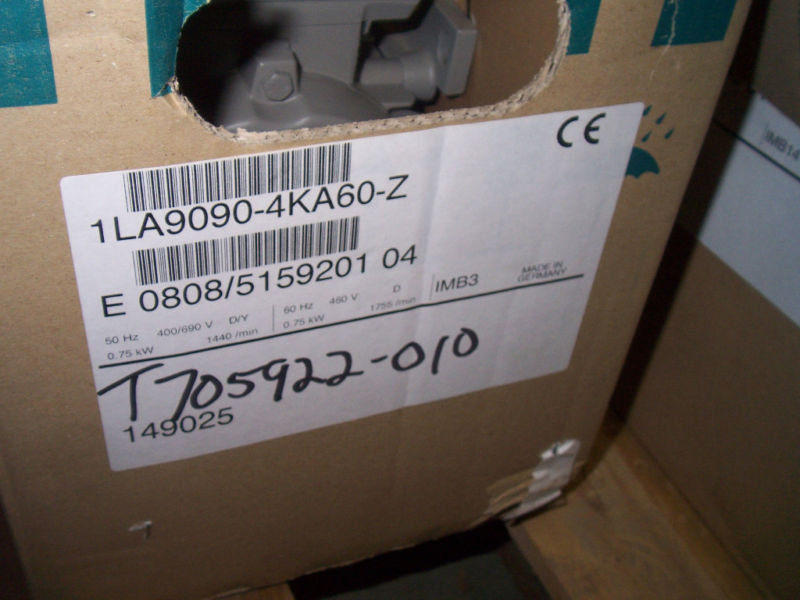 CE
1LA9090-4KA60-Z
E 0808/5159201 04
50 Hz 400/690 V D/Y
0.75 kW 1440 /min
60 Hz 460 V D
0.75 kW 1755 /min
IMB3
MADE IN
GERMANY
T705922-010
149025
IMB14